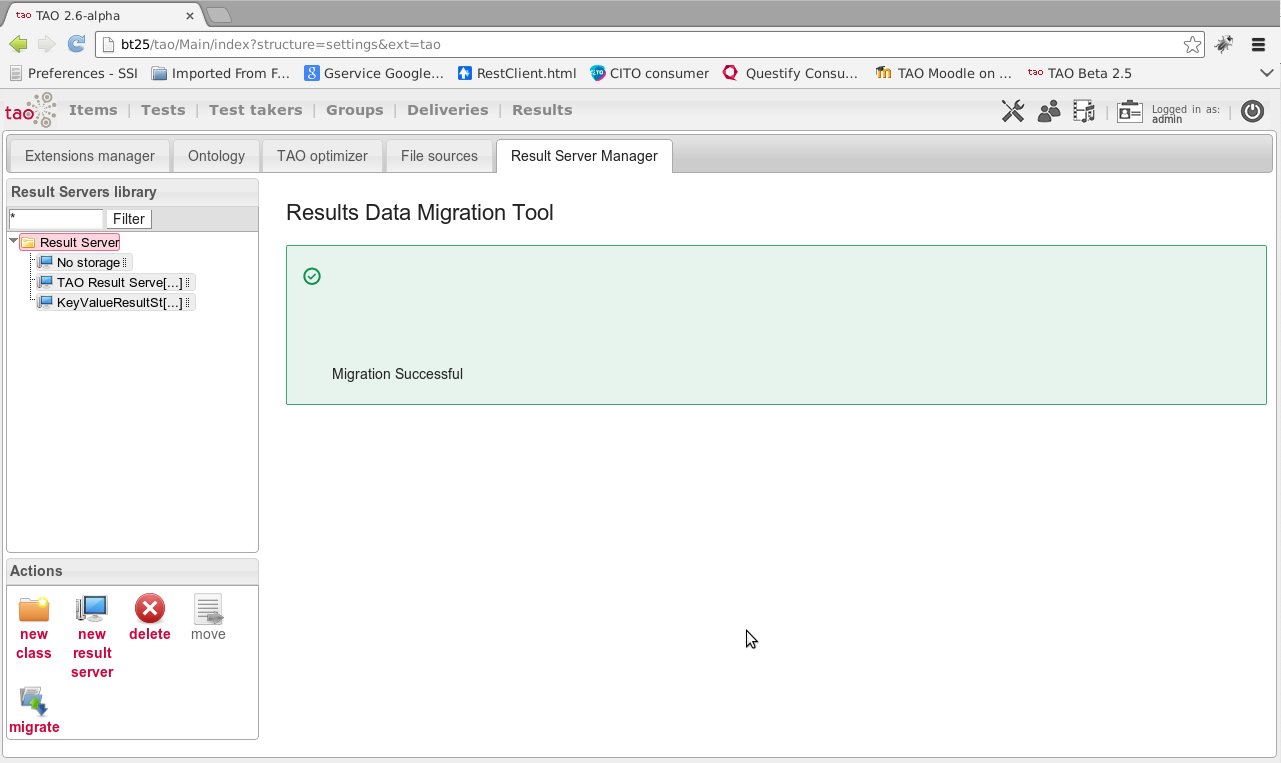 tao TAO 2.6-alpha
bt25/tao/Main/index?structure=settings&ext=tao
Preferences - SSI Imported From F... Gservice Google... RestClient.html CITO consumer Questify Consu... TAO Moodle on ... tao TAO Beta 2.5
tao Items | Tests | Test takers | Groups | Deliveries | Results | Logged in as: |
admin
Extensions manager Ontology TAO optimizer File sources Result Server Manager
Result Servers library
* Filter
Result Server
No storage
TAO Result Serve[...]
KeyValueResultSt[...]
Results Data Migration Tool
Migration Successful
Actions
new class
new result server
delete
move
migrate